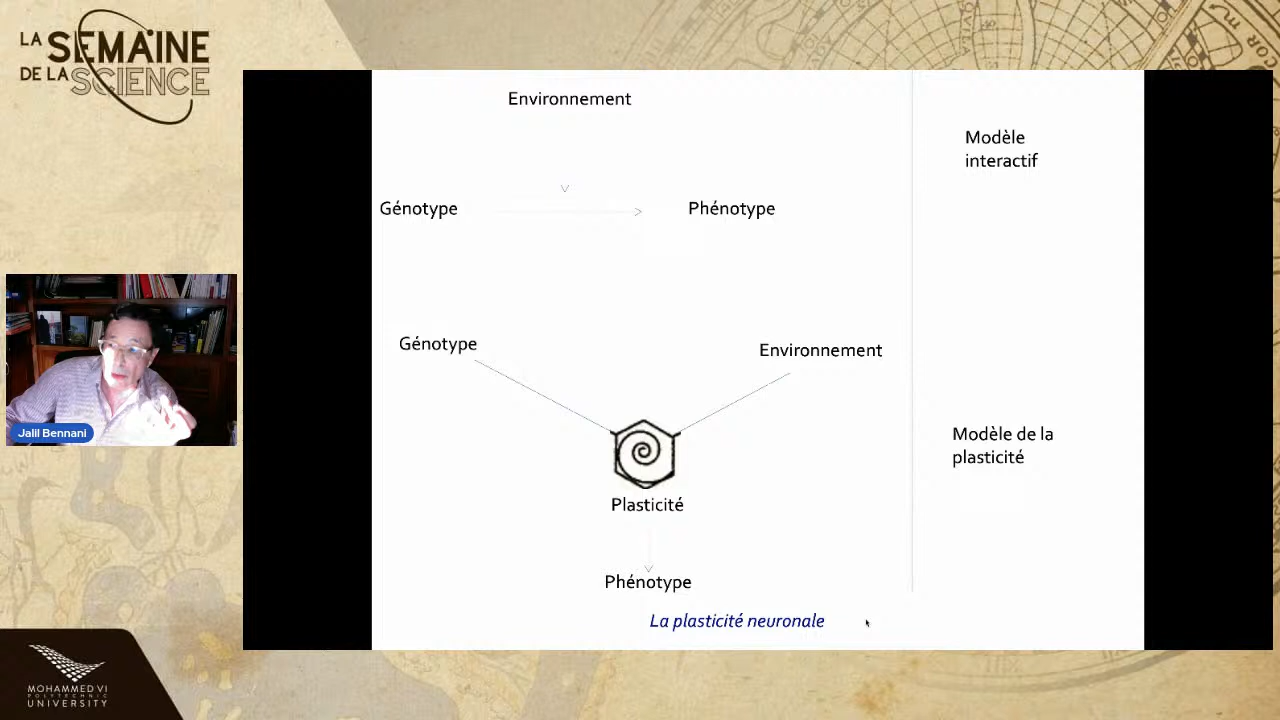 LA SEMAINE
DE LA SCIENCE
Environnement
Modèle
interactif
Génotype
Phénotype
Génotype
Environnement
Modèle de la
plasticité
Plasticité
Phénotype
La plasticité neuronale
Jalil Bennani
MOHAMMED VI
POLYTECHNIC
UNIVERSITY